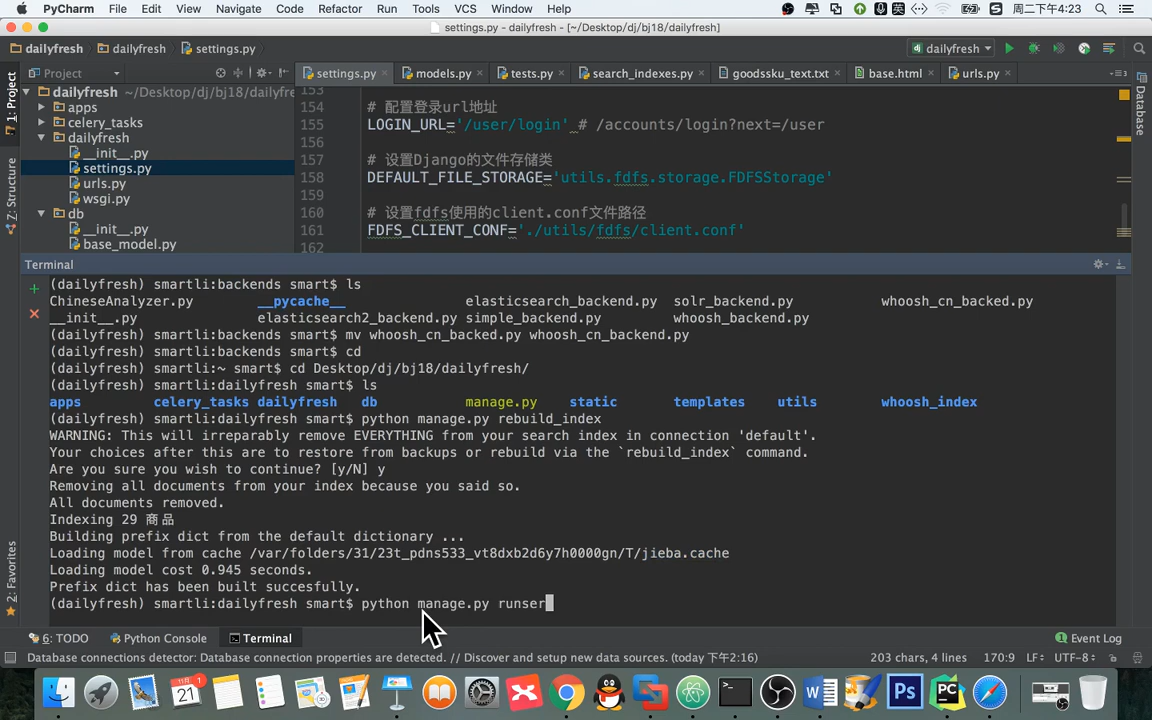 PyCharm File Edit View Navigate Code Refactor Run Tools VCS Window Help 英 周二下午4:23
settings.py - dailyfresh - [~/Desktop/dj/bj18/dailyfresh]
dailyfresh dailyfresh settings.py dailyfresh
Project settings.py models.py tests.py search_indexes.py goodssku_text.txt base.html urls.py
1: Project
Z: Structure
2: Favorites
Database
dailyfresh ~/Desktop/dj/bj18/dailyfre
apps
celery_tasks
dailyfresh
__init__.py
settings.py
urls.py
wsgi.py
db
__init__.py
base_model.py
153
154 # 配置登录url地址
155 LOGIN_URL='/user/login' # /accounts/login?next=/user
156
157 # 设置Django的文件存储类
158 DEFAULT_FILE_STORAGE='utils.fdfs.storage.FDFSStorage'
159
160 # 设置fdfs使用的client.conf文件路径
161 FDFS_CLIENT_CONF='./utils/fdfs/client.conf'
162
Terminal
(dailyfresh) smartli:backends smart$ ls
ChineseAnalyzer.py __pycache__ elasticsearch_backend.py solr_backend.py whoosh_cn_backed.py
__init__.py elasticsearch2_backend.py simple_backend.py whoosh_backend.py
(dailyfresh) smartli:backends smart$ mv whoosh_cn_backed.py whoosh_cn_backend.py
(dailyfresh) smartli:backends smart$ cd
(dailyfresh) smartli:~ smart$ cd Desktop/dj/bj18/dailyfresh/
(dailyfresh) smartli:dailyfresh smart$ ls
apps celery_tasks dailyfresh db manage.py static templates utils whoosh_index
(dailyfresh) smartli:dailyfresh smart$ python manage.py rebuild_index
WARNING: This will irreparably remove EVERYTHING from your search index in connection 'default'.
Your choices after this are to restore from backups or rebuild via the `rebuild_index` command.
Are you sure you wish to continue? [y/N] y
Removing all documents from your index because you said so.
All documents removed.
Indexing 29 商品
Building prefix dict from the default dictionary ...
Loading model from cache /var/folders/31/23t_pdns533_vt8dxb2d6y7h0000gn/T/jieba.cache
Loading model cost 0.945 seconds.
Prefix dict has been built succesfully.
(dailyfresh) smartli:dailyfresh smart$ python manage.py runser
6: TODO Python Console Terminal 1 Event Log
Database connections detector: Database connection properties are detected. // Discover and setup new data sources. (today 下午2:16) 203 chars, 4 lines 170:9 LF÷ UTF-8÷
21 1 W Ps PC